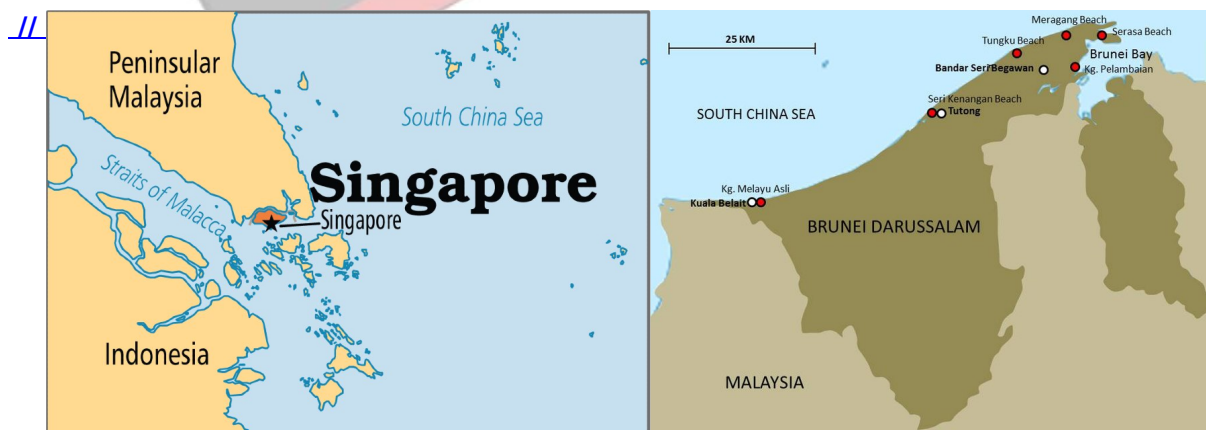 //
Peninsular
Malaysia
South China Sea
Straits of Malacca
Singapore
Singapore
Indonesia
25 KM
Meragang Beach
Serasa Beach
Tungku Beach
Brunei Bay
Bandar Seri Begawan
Kg. Pelambaian
SOUTH CHINA SEA
Seri Kenangan Beach
Tutong
Kg. Melayu Asli
Kuala Belait
BRUNEI DARUSSALAM
MALAYSIA